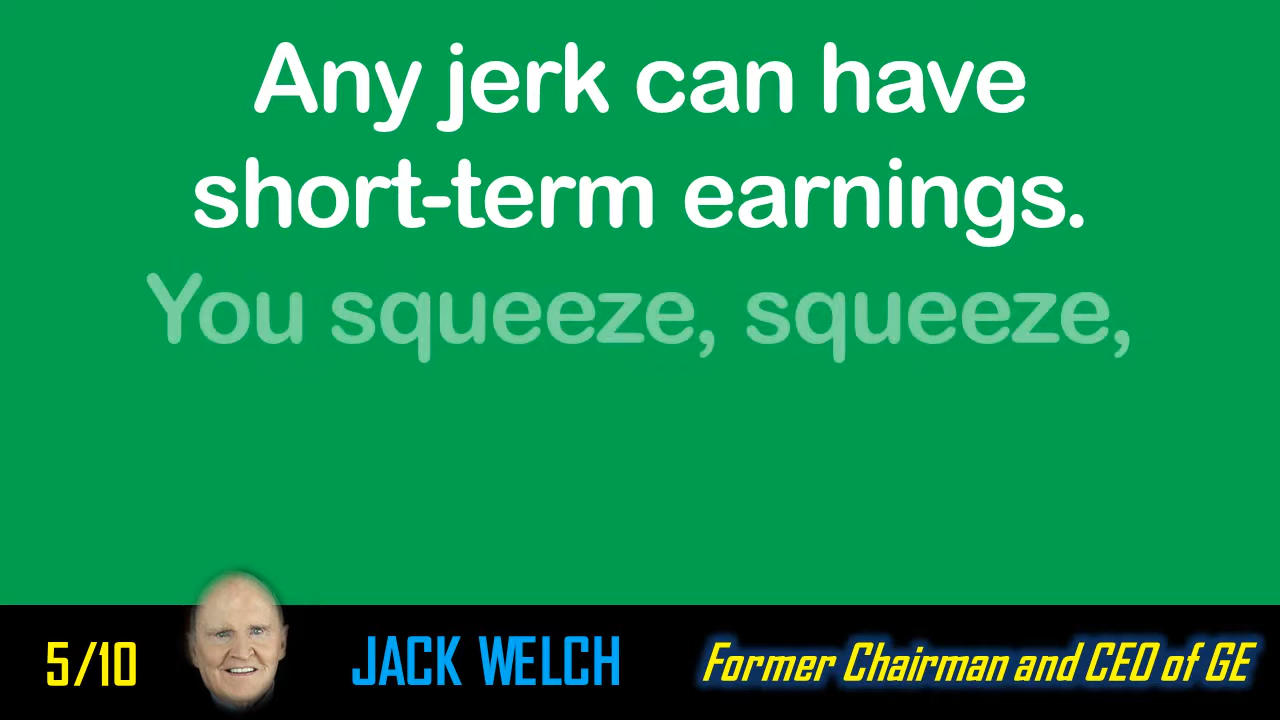 Any jerk can have
short-term earnings.
You squeeze, squeeze,
5/10
JACK WELCH
Former Chairman and CEO of GE